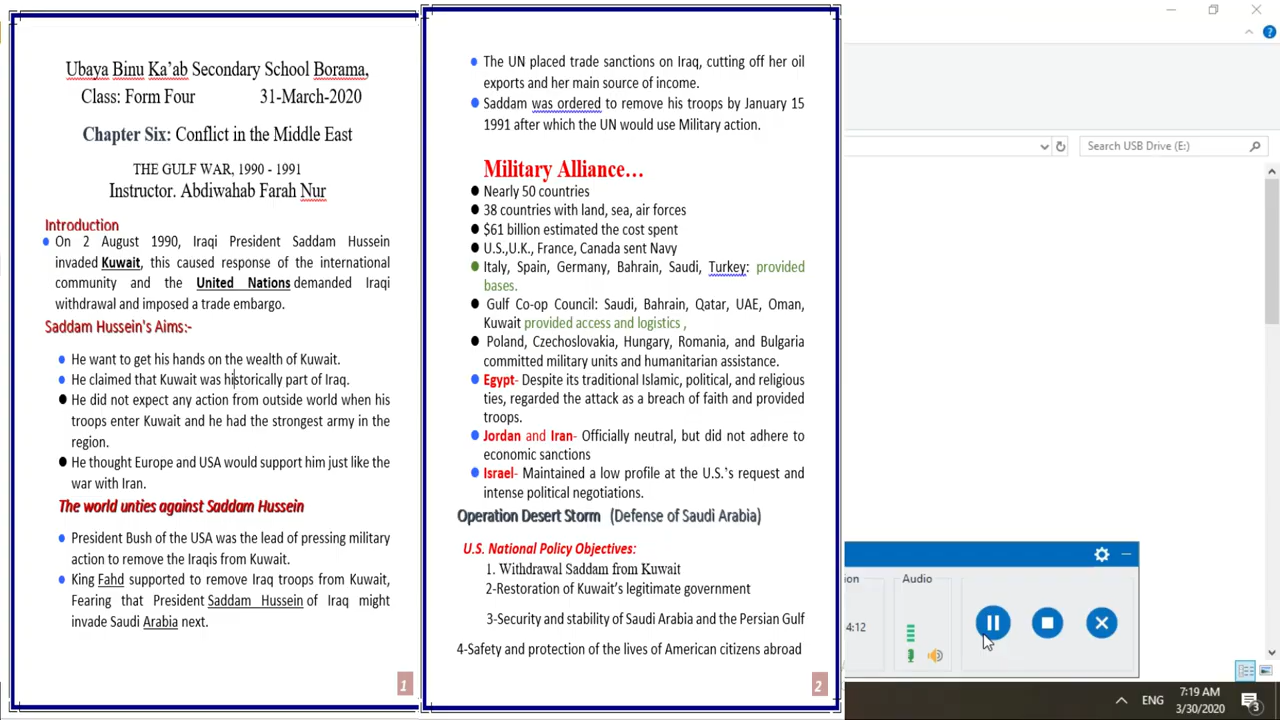 Ubaya Binu Ka’ab Secondary School Borama,
Class: Form Four 31-March-2020
Chapter Six: Conflict in the Middle East
THE GULF WAR, 1990 - 1991
Instructor. Abdiwahab Farah Nur
Introduction
On 2 August 1990, Iraqi President Saddam Hussein
invaded Kuwait, this caused response of the international
community and the United Nations demanded Iraqi
withdrawal and imposed a trade embargo.
Saddam Hussein's Aims:-
He want to get his hands on the wealth of Kuwait.
He claimed that Kuwait was historically part of Iraq.
He did not expect any action from outside world when his
troops enter Kuwait and he had the strongest army in the
region.
He thought Europe and USA would support him just like the
war with Iran.
The world unties against Saddam Hussein
President Bush of the USA was the lead of pressing military
action to remove the Iraqis from Kuwait.
King Fahd supported to remove Iraq troops from Kuwait,
Fearing that President Saddam Hussein of Iraq might
invade Saudi Arabia next.
1
The UN placed trade sanctions on Iraq, cutting off her oil
exports and her main source of income.
Saddam was ordered to remove his troops by January 15
1991 after which the UN would use Military action.
Military Alliance…
Nearly 50 countries
38 countries with land, sea, air forces
$61 billion estimated the cost spent
U.S.,U.K., France, Canada sent Navy
Italy, Spain, Germany, Bahrain, Saudi, Turkey: provided
bases.
Gulf Co-op Council: Saudi, Bahrain, Qatar, UAE, Oman,
Kuwait provided access and logistics ,
Poland, Czechoslovakia, Hungary, Romania, and Bulgaria
committed military units and humanitarian assistance.
Egypt- Despite its traditional Islamic, political, and religious
ties, regarded the attack as a breach of faith and provided
troops.
Jordan and Iran- Officially neutral, but did not adhere to
economic sanctions
Israel- Maintained a low profile at the U.S.’s request and
intense political negotiations.
Operation Desert Storm (Defense of Saudi Arabia)
U.S. National Policy Objectives:
1. Withdrawal Saddam from Kuwait
2-Restoration of Kuwait’s legitimate government
3-Security and stability of Saudi Arabia and the Persian Gulf
4-Safety and protection of the lives of American citizens abroad
2
Search USB Drive (E:)
ion Audio
4:12
ENG 7:19 AM
3/30/2020 3